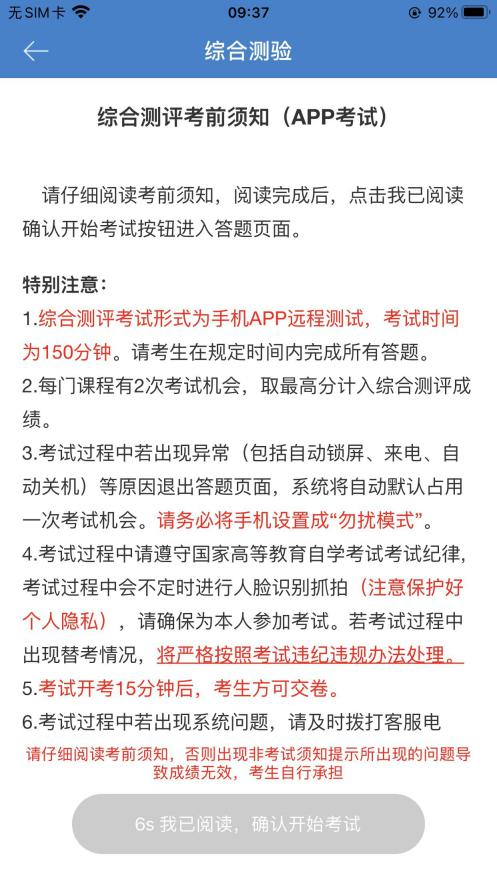 无SIM卡 09:37 92%
综合测验
综合测评考前须知（APP考试）
请仔细阅读考前须知，阅读完成后，点击我已阅读
确认开始考试按钮进入答题页面。
特别注意：
1.综合测评考试形式为手机APP远程测试，考试时间
为150分钟。请考生在规定时间内完成所有答题。
2.每门课程有2次考试机会，取最高分计入综合测评成
绩。
3.考试过程中若出现异常（包括自动锁屏、来电、自
动关机）等原因退出答题页面，系统将自动默认占用
一次考试机会。请务必将手机设置成“勿扰模式”。
4.考试过程中请遵守国家高等教育自学考试考试纪律,
考试过程中会不定时进行人脸识别抓拍（注意保护好
个人隐私），请确保为本人参加考试。若考试过程中
出现替考情况，将严格按照考试违纪违规办法处理。
5.考试开考15分钟后，考生方可交卷。
6.考试过程中若出现系统问题，请及时拨打客服电
请仔细阅读考前须知，否则出现非考试须知提示所出现的问题导
致成绩无效，考生自行承担
6s 我已阅读，确认开始考试